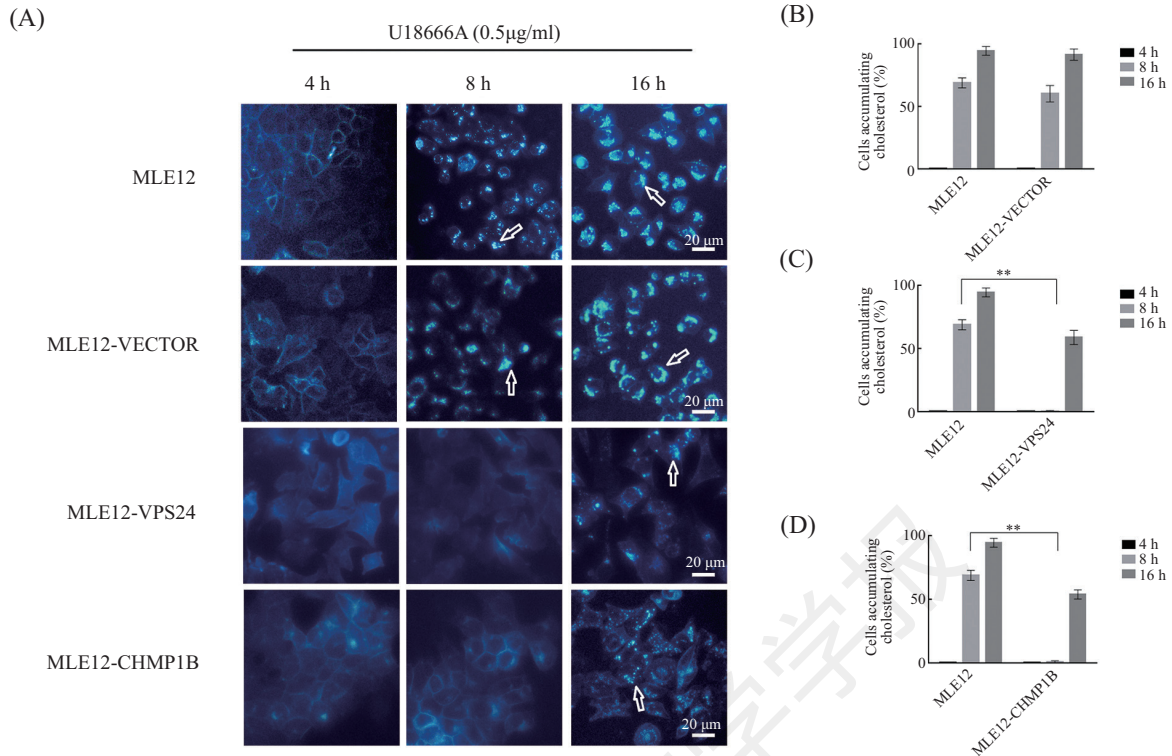 (A)
U18666A (0.5μg/ml)
4 h
8 h
16 h
MLE12
20 μm
MLE12-VECTOR
20 μm
MLE12-VPS24
20 μm
MLE12-CHMP1B
20 μm
(B)
Cells accumulating
cholesterol (%)
100
50
0
MLE12
MLE12-VECTOR
4 h
8 h
16 h
(C)
Cells accumulating
cholesterol (%)
100
50
0
**
MLE12
MLE12-VPS24
4 h
8 h
16 h
(D)
Cells accumulating
cholesterol (%)
100
50
0
**
MLE12
MLE12-CHMP1B
4 h
8 h
16 h
学报